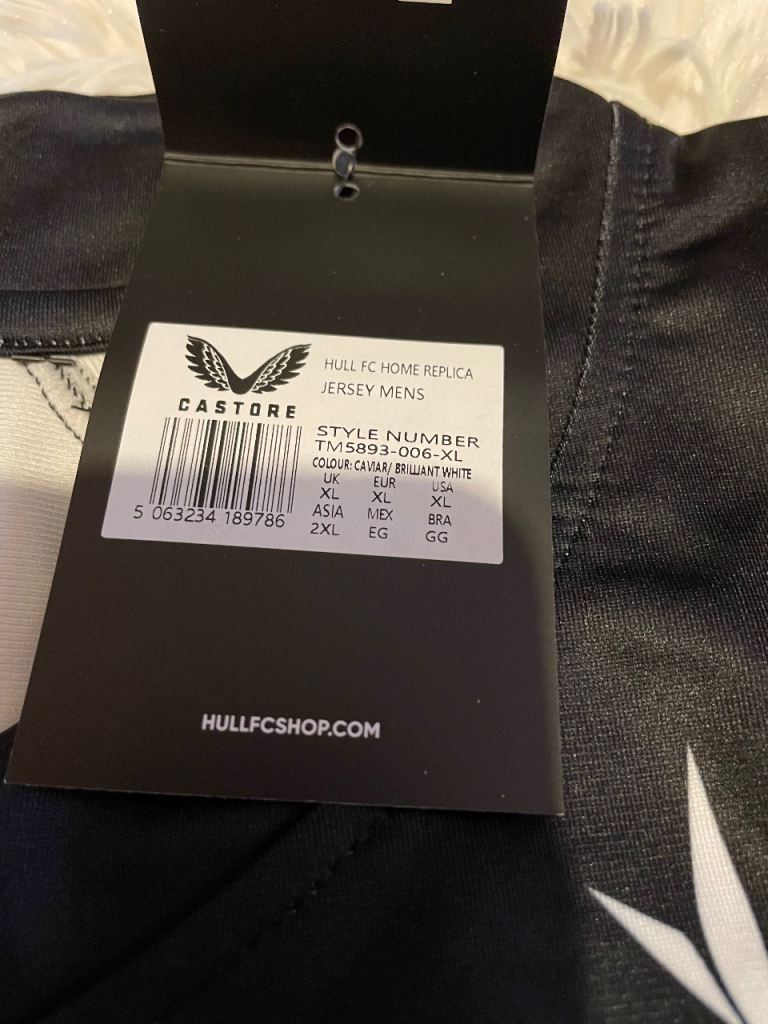 CASTORE
HULL FC HOME REPLICA
JERSEY MENS
STYLE NUMBER
TM5893-006-XL
COLOUR: CAVIAR/ BRILLIANT WHITE
UK EUR USA
XL XL XL
ASIA MEX BRA
2XL EG GG
5 063234 189786
HULLFCSHOP.COM